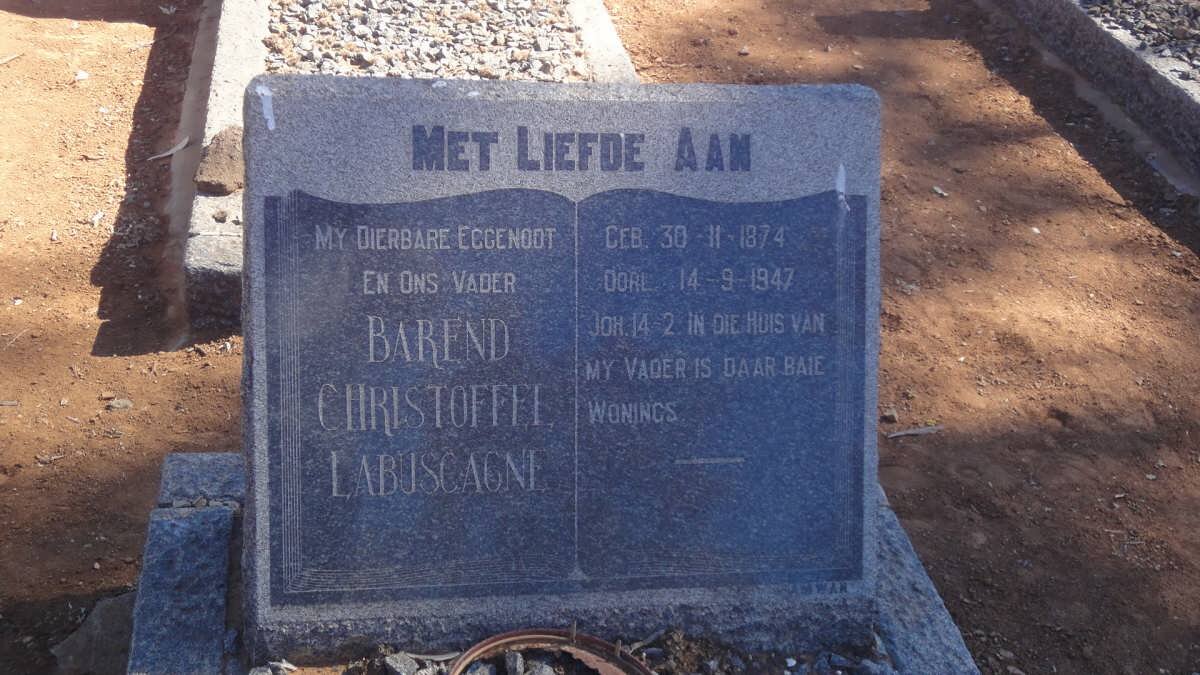 MET LIEFDE AAN
MY DIERBARE EGGENOOT
EN ONS VADER
BAREND
CHRISTOFFEL
LABUSCAGNE
GEB. 30-11-1874
OORL. 14-9-1947
JOH. 14-2. IN DIE HUIS VAN
MY VADER IS DAAR BAIE
WONINGS.